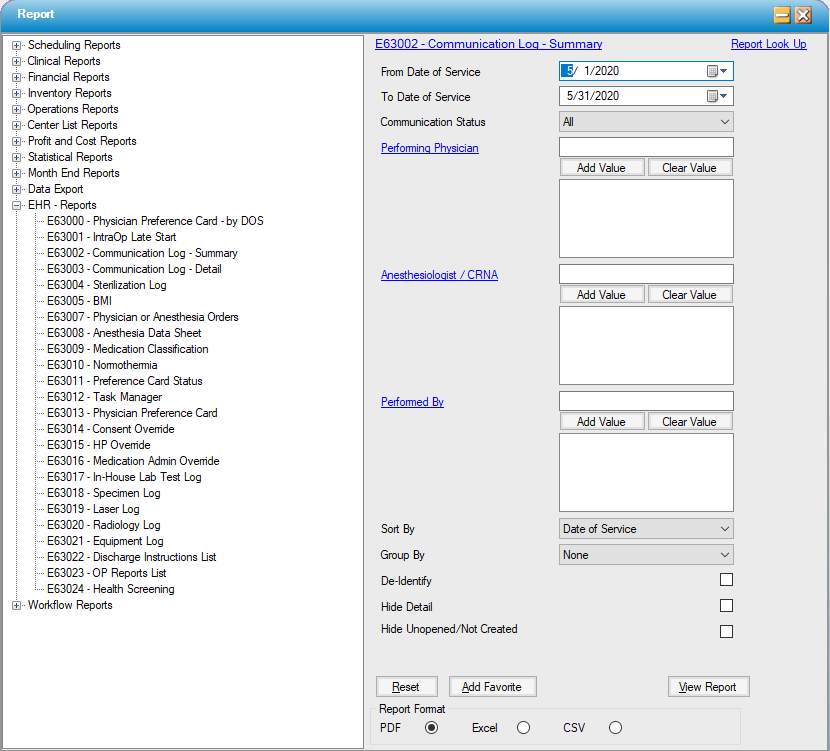 Report
Scheduling Reports
Clinical Reports
Financial Reports
Inventory Reports
Operations Reports
Center List Reports
Profit and Cost Reports
Statistical Reports
Month End Reports
Data Export
EHR - Reports
E63000 - Physician Preference Card - by DOS
E63001 - IntraOp Late Start
E63002 - Communication Log - Summary
E63003 - Communication Log - Detail
E63004 - Sterilization Log
E63005 - BMI
E63007 - Physician or Anesthesia Orders
E63008 - Anesthesia Data Sheet
E63009 - Medication Classification
E63010 - Normothermia
E63011 - Preference Card Status
E63012 - Task Manager
E63013 - Physician Preference Card
E63014 - Consent Override
E63015 - HP Override
E63016 - Medication Admin Override
E63017 - In-House Lab Test Log
E63018 - Specimen Log
E63019 - Laser Log
E63020 - Radiology Log
E63021 - Equipment Log
E63022 - Discharge Instructions List
E63023 - OP Reports List
E63024 - Health Screening
Workflow Reports
E63002 - Communication Log - Summary Report Look Up
From Date of Service 5/ 1/2020
To Date of Service 5/31/2020
Communication Status All
Performing Physician
Add Value Clear Value
Anesthesiologist / CRNA
Add Value Clear Value
Performed By
Add Value Clear Value
Sort By Date of Service
Group By None
De-Identify
Hide Detail
Hide Unopened/Not Created
Reset Add Favorite View Report
Report Format
PDF Excel CSV